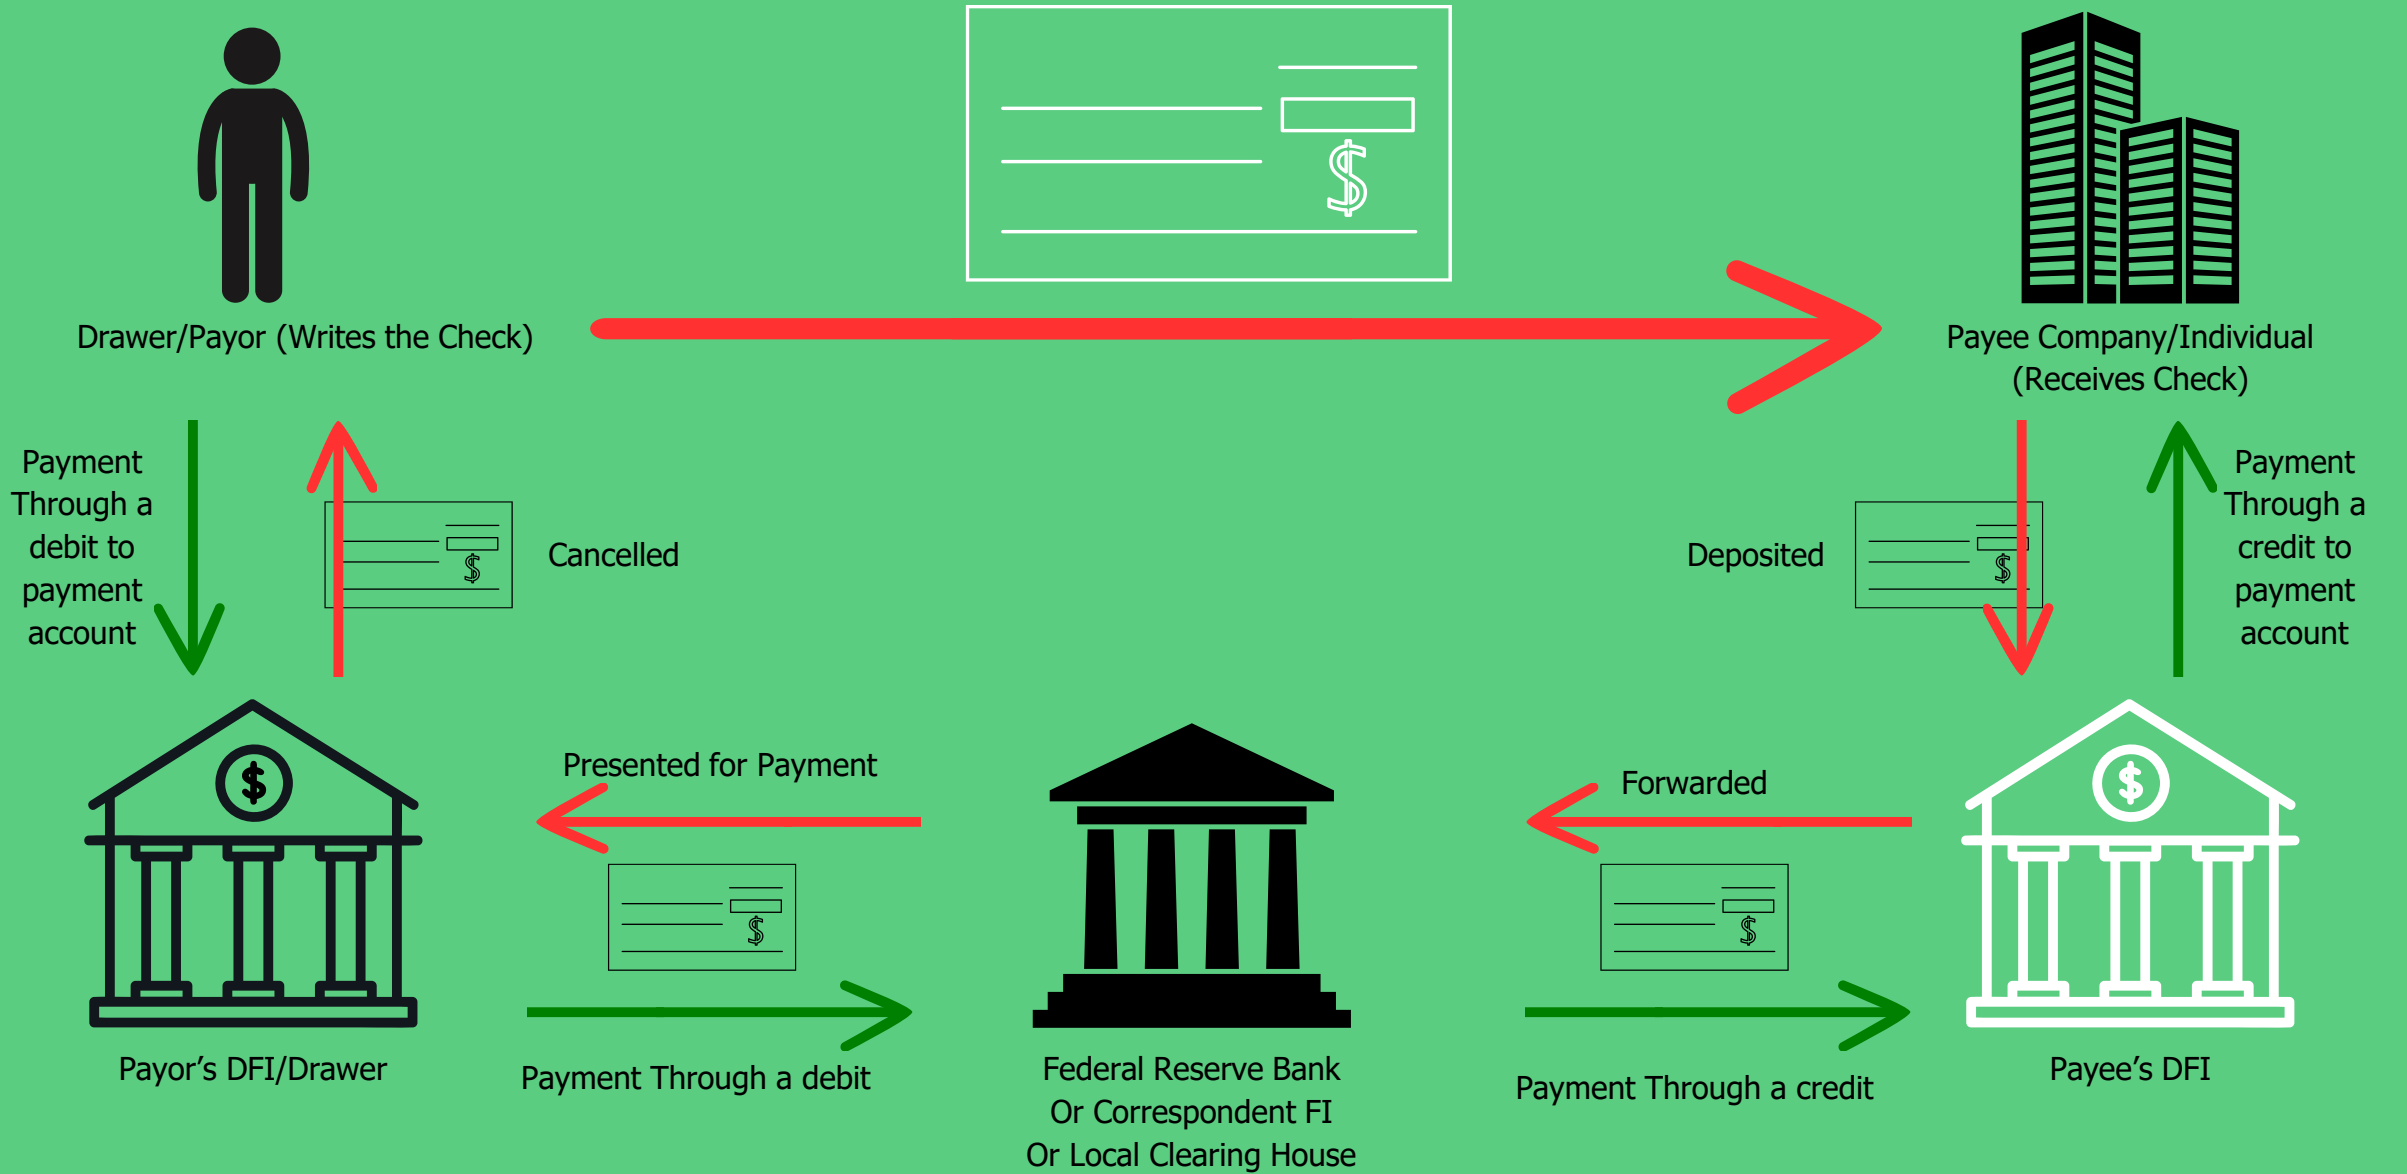 $
Drawer/Payor (Writes the Check)
Payee Company/Individual
(Receives Check)
Payment
Through a
debit to
payment
account
$
Cancelled
Deposited
$
Payment
Through a
credit to
payment
account
$
Presented for Payment
$
Payor’s DFI/Drawer
Payment Through a debit
Federal Reserve Bank
Or Correspondent FI
Or Local Clearing House
Forwarded
$
Payment Through a credit
$
Payee’s DFI